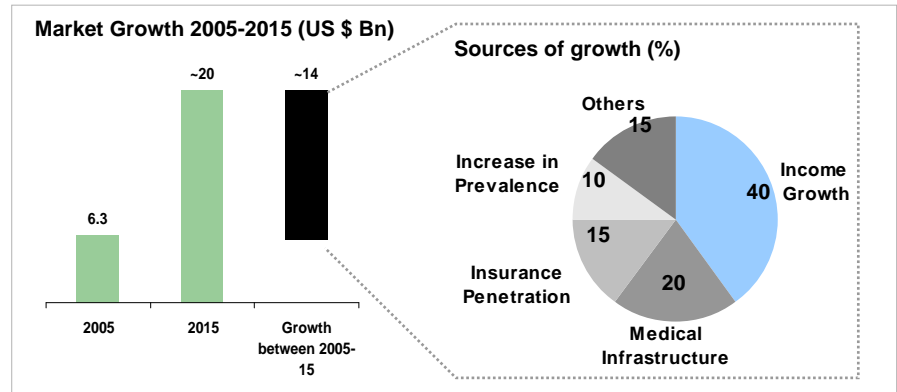 Market Growth 2005-2015 (US $ Bn)
~20
~14
6.3
2005
2015
Growth
between 2005-
15
Sources of growth (%)
Others
15
Increase in
Prevalence
10
Income
Growth
40
15
Insurance
Penetration
20
Medical
Infrastructure